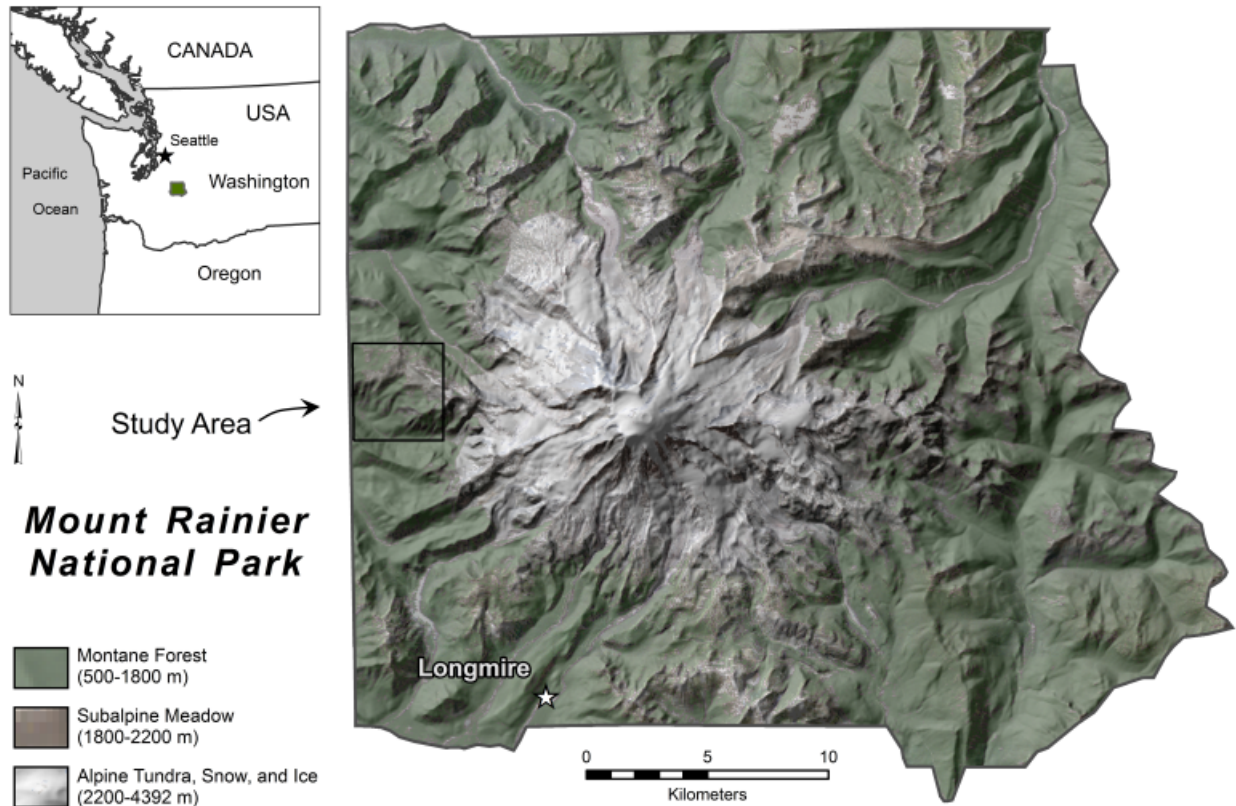 CANADA
USA
Seattle
Pacific
Ocean
Washington
Oregon
N
Study Area
Mount Rainier
National Park
Montane Forest
(500-1800 m)
Subalpine Meadow
(1800-2200 m)
Alpine Tundra, Snow, and Ice
(2200-4392 m)
Longmire
0 5 10
Kilometers